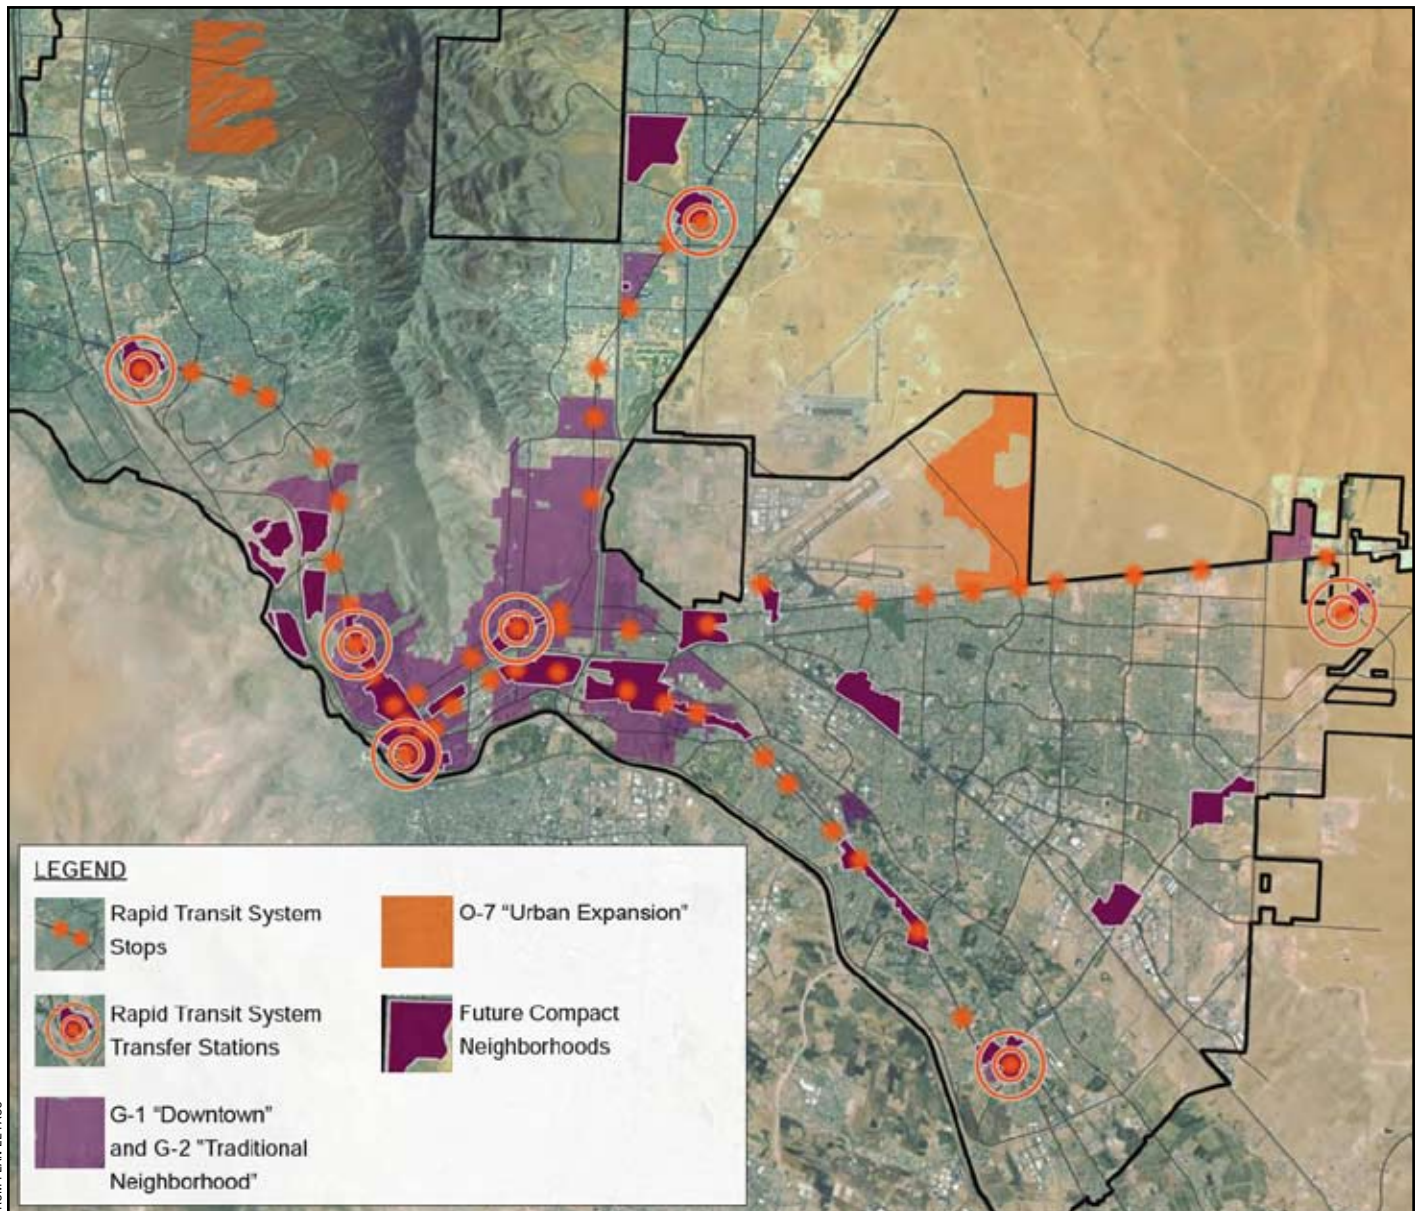 LEGEND
Rapid Transit System
Stops
Rapid Transit System
Transfer Stations
G-1 "Downtown"
and G-2 "Traditional
Neighborhood"
O-7 "Urban Expansion"
Future Compact
Neighborhoods